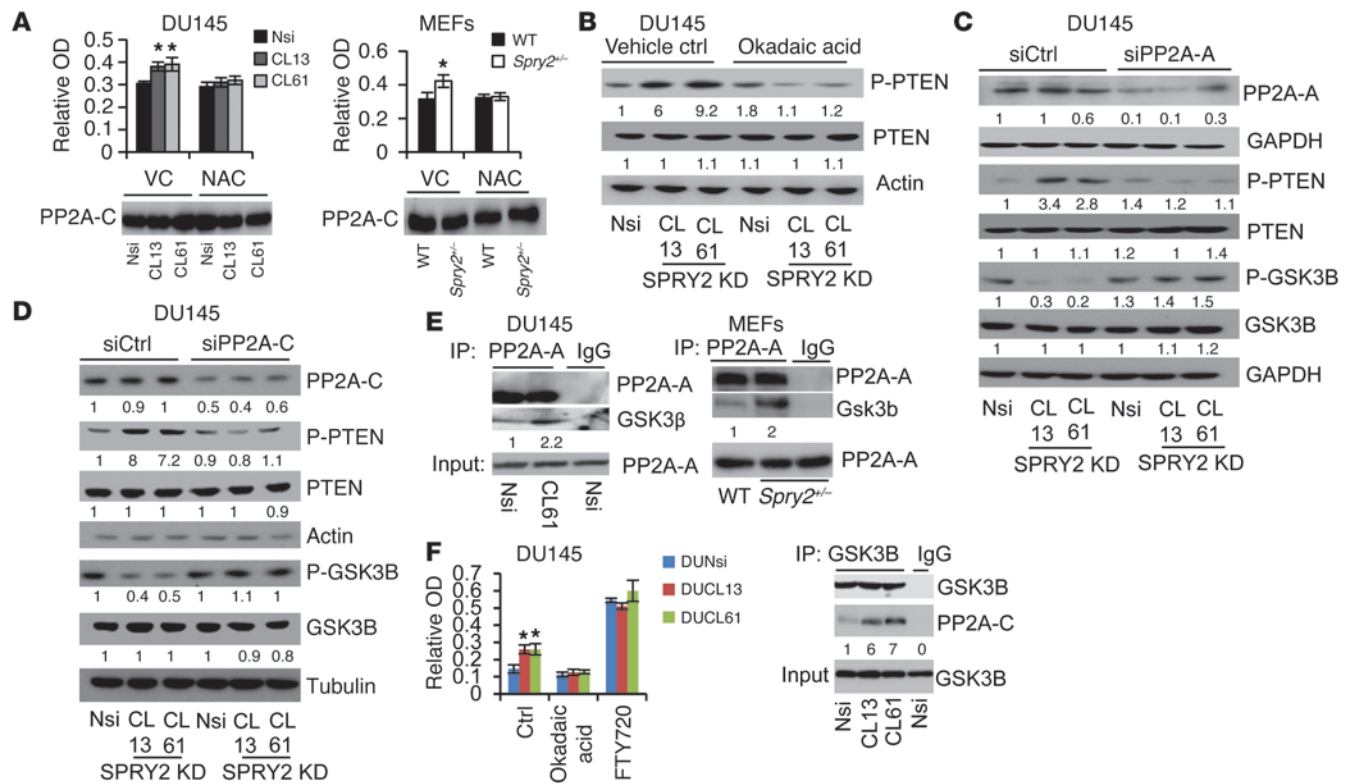 A
DU145
Relative OD
0.5
0.4
0.3
0.2
0.1
0
* *
Nsi
CL13
CL61
VC NAC
PP2A-C
Nsi CL13 CL61 Nsi CL13 CL61
MEFs
Relative OD
0.6
0.4
0.2
0
*
WT
Spry2+/–
VC NAC
PP2A-C
WT Spry2+/– WT Spry2+/–
B
DU145
Vehicle ctrl Okadaic acid
P-PTEN
1 6 9.2 1.8 1.1 1.2
PTEN
1 1 1.1 1.1 1 1.1
Actin
Nsi CL CL Nsi CL CL
13 61 13 61
SPRY2 KD SPRY2 KD
C
DU145
siCtrl siPP2A-A
PP2A-A
1 1 0.6 0.1 0.1 0.3
GAPDH
P-PTEN
1 3.4 2.8 1.4 1.2 1.1
PTEN
1 1 1.1 1.2 1 1.4
P-GSK3B
1 0.3 0.2 1.3 1.4 1.5
GSK3B
1 1 1 1 1.1 1.2
GAPDH
Nsi CL CL Nsi CL CL
13 61 13 61
SPRY2 KD SPRY2 KD
D
DU145
siCtrl siPP2A-C
PP2A-C
1 0.9 1 0.5 0.4 0.6
P-PTEN
1 8 7.2 0.9 0.8 1.1
PTEN
1 1 1 1 1 0.9
Actin
P-GSK3B
1 0.4 0.5 1 1.1 1
GSK3B
1 1 1 1 0.9 0.8
Tubulin
Nsi CL CL Nsi CL CL
13 61 13 61
SPRY2 KD SPRY2 KD
E
DU145
IP: PP2A-A IgG
PP2A-A
GSK3β
1 2.2
Input: PP2A-A
Nsi CL61 Nsi
MEFs
IP: PP2A-A IgG
PP2A-A
Gsk3b
1 2
PP2A-A
WT Spry2+/–
F
DU145
Relative OD
0.7
0.6
0.5
0.4
0.3
0.2
0.1
0
* *
DUNsi
DUCL13
DUCL61
Ctrl
Okadaic acid
FTY720
IP: GSK3B IgG
GSK3B
PP2A-C
1 6 7 0
Input GSK3B
Nsi CL13 CL61 Nsi